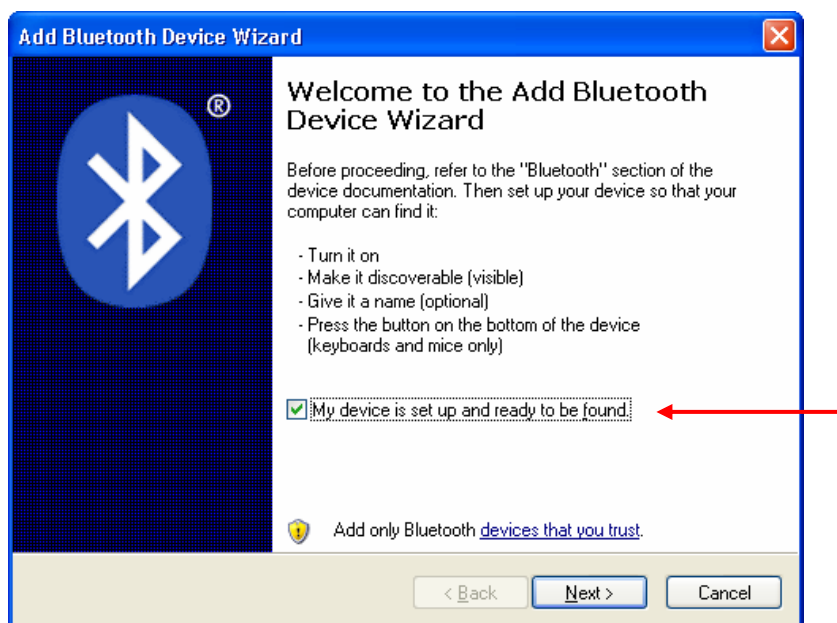 Add Bluetooth Device Wizard
®
Welcome to the Add Bluetooth
Device Wizard
Before proceeding, refer to the "Bluetooth" section of the
device documentation. Then set up your device so that your
computer can find it:
- Turn it on
- Make it discoverable (visible)
- Give it a name (optional)
- Press the button on the bottom of the device
(keyboards and mice only)
My device is set up and ready to be found.
Add only Bluetooth devices that you trust.
< Back Next > Cancel